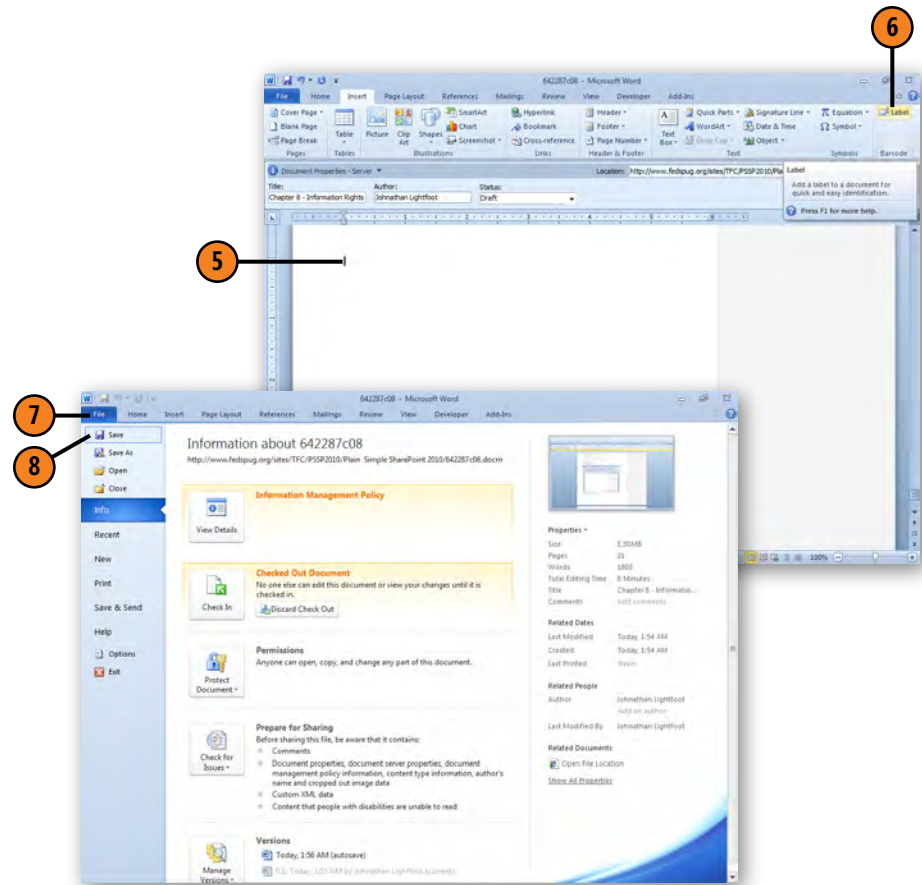 6
642287c08 - Microsoft Word
File Home Insert Page Layout References Mailings Review View Developer Add-Ins
Cover Page
Blank Page
Page Break
Pages
Table
Tables
Picture
Clip Art
Shapes
SmartArt
Chart
Screenshot
Illustrations
Hyperlink
Bookmark
Cross-reference
Links
Header
Footer
Page Number
Header & Footer
Text Box
Quick Parts
WordArt
Drop Cap
Signature Line
Date & Time
Object
Text
Equation
Symbol
Symbols
Label
Barcode
Document Properties - Server
Location: http://www.fedspug.org/sites/TFC/PSSP2010/Pla
Label
Add a label to a document for
quick and easy identification.
Press F1 for more help.
Title: Author: Status:
Chapter 8 - Information Rights Johnathan Lightfoot Draft
5
100%
642287c08 - Microsoft Word
7
File Home Insert Page Layout References Mailings Review View Developer Add-Ins
8
Save
Save As
Open
Close
Info
Recent
New
Print
Save & Send
Help
Options
Exit
Information about 642287c08
http://www.fedspug.org/sites/TFC/PSSP2010/Plain Simple SharePoint 2010/642287c08.docm
View Details
Information Management Policy
Check In
Checked Out Document
No one else can edit this document or view your changes until it is
checked in.
Discard Check Out
Protect
Document
Permissions
Anyone can open, copy, and change any part of this document.
Check for
Issues
Prepare for Sharing
Before sharing this file, be aware that it contains:
Comments
Document properties, document server properties, document
management policy information, content type information, author's
name and cropped out image data
Custom XML data
Content that people with disabilities are unable to read
Manage
Versions
Versions
Today, 1:56 AM (autosave)
Properties
Size 1.30MB
Pages 21
Words 1803
Total Editing Time 8 Minutes
Title Chapter 8 - Informatio...
Comments Add comments
Related Dates
Last Modified Today, 1:54 AM
Created Today, 1:54 AM
Last Printed Never
Related People
Author Johnathan Lightfoot
Add an author
Last Modified By Johnathan Lightfoot
Related Documents
Open File Location
Show All Properties